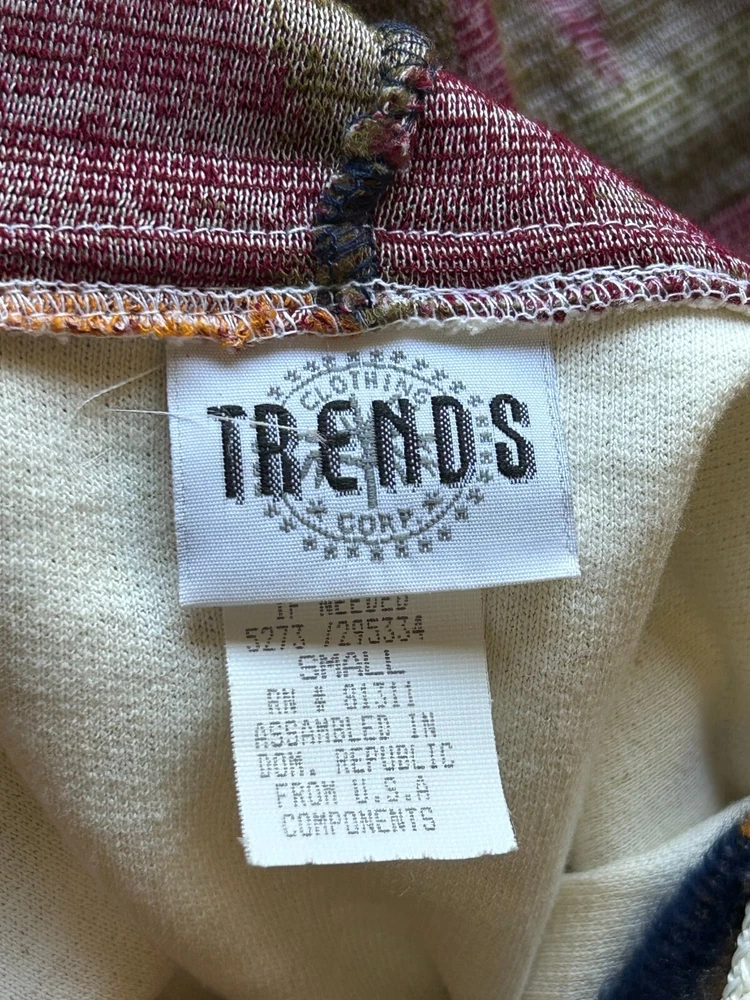 CLOTHING
TRENDS
CORP.
IF NEEDED
5273 /295334
SMALL
RN # 81311
ASSAMBLED IN
DOM. REPUBLIC
FROM U.S.A
COMPONENTS